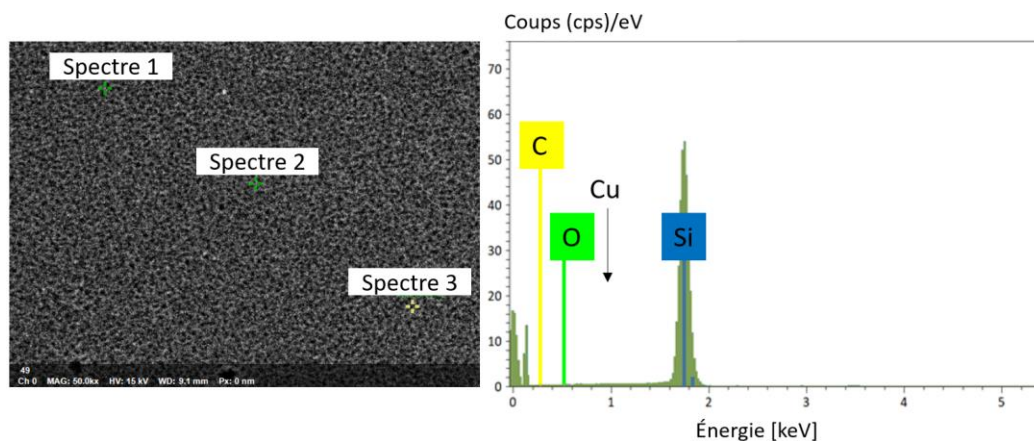 Spectre 1
Spectre 2
Spectre 3
49
Ch 0 MAG: 50.0kx HV: 15 kV WD: 9.1 mm Px: 0 nm
Coups (cps)/eV
70
60
50
40
30
20
10
0
C
O
Cu
Si
0 1 2 3 4 5
Énergie [keV]